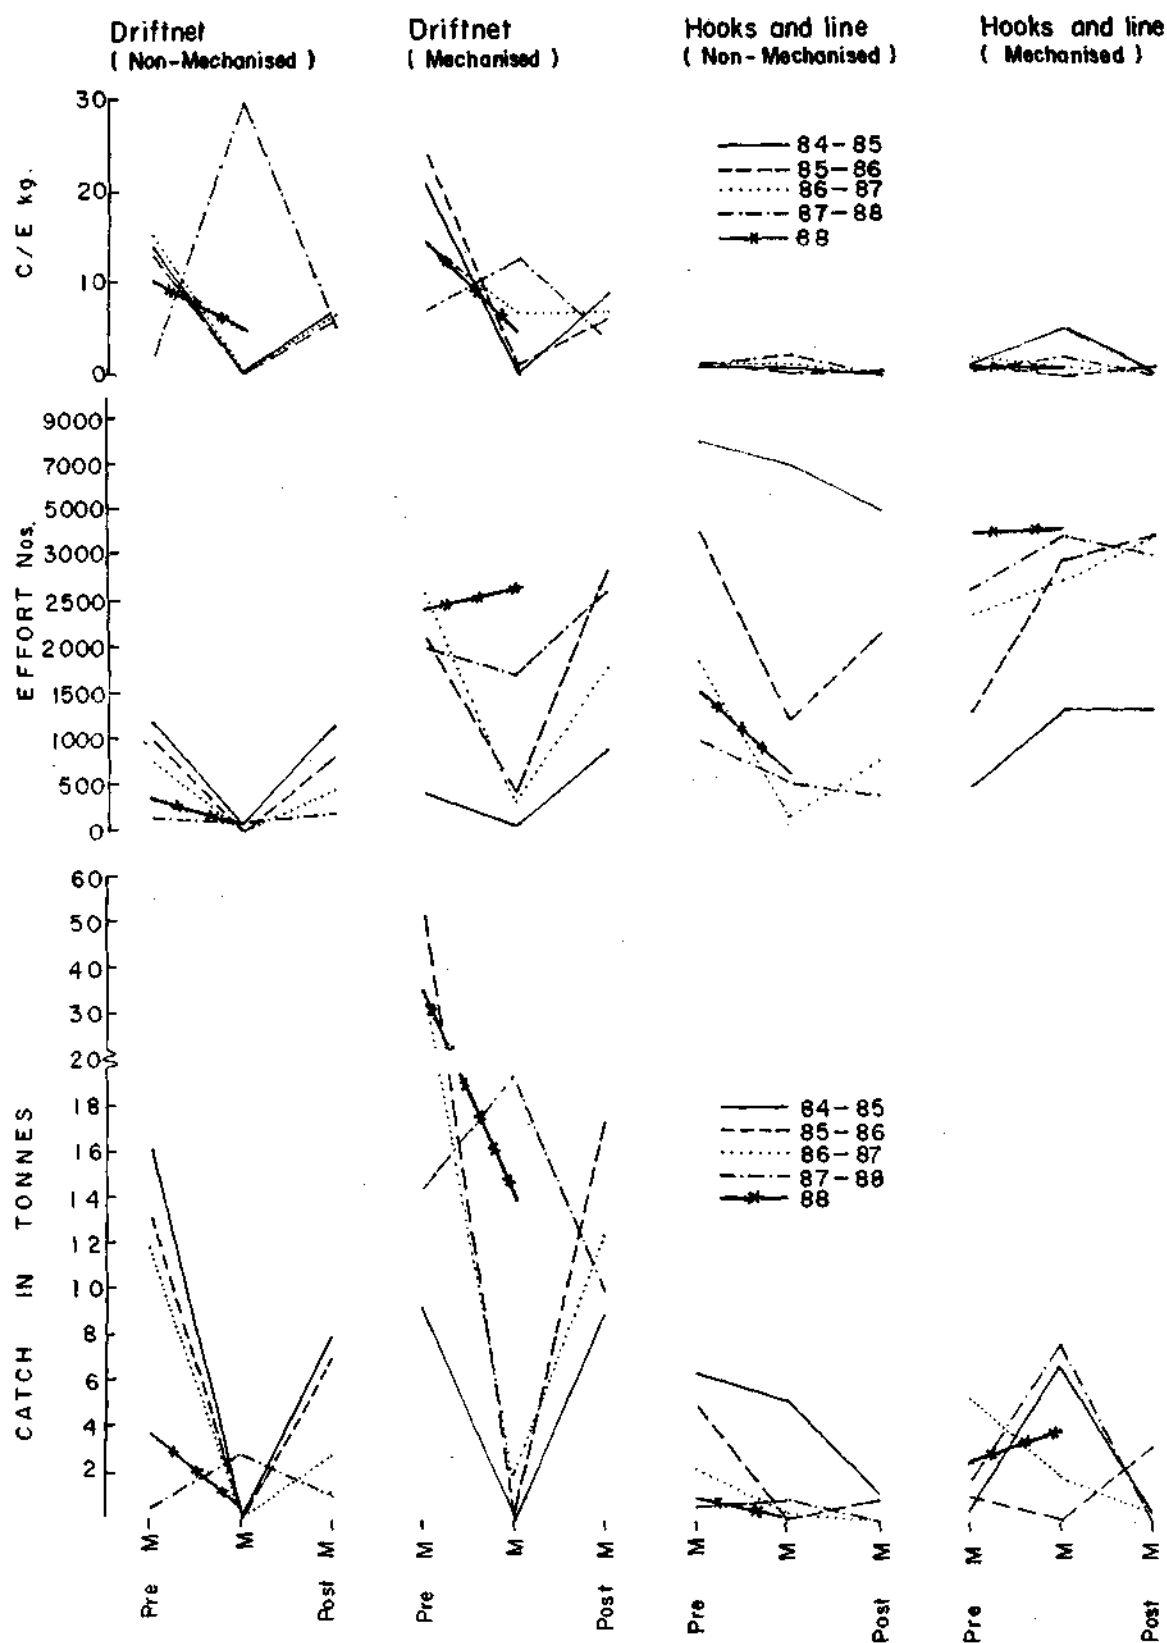 Driftnet
( Non-Mechanised )
Driftnet
( Mechanised )
Hooks and line
( Non-Mechanised )
Hooks and line
( Mechanised )
C/E kg.
30
20
10
0
84-85
85-86
86-87
87-88
88
EFFORT Nos.
9000
7000
5000
3000
2500
2000
1500
1000
500
0
CATCH IN TONNES
60
50
40
30
20
18
16
14
12
10
8
6
4
2
84-85
85-86
86-87
87-88
88
Pre M
M
Post M
Pre M
M
Post M
Pre M
M
Post M
Pre M
M
Post M